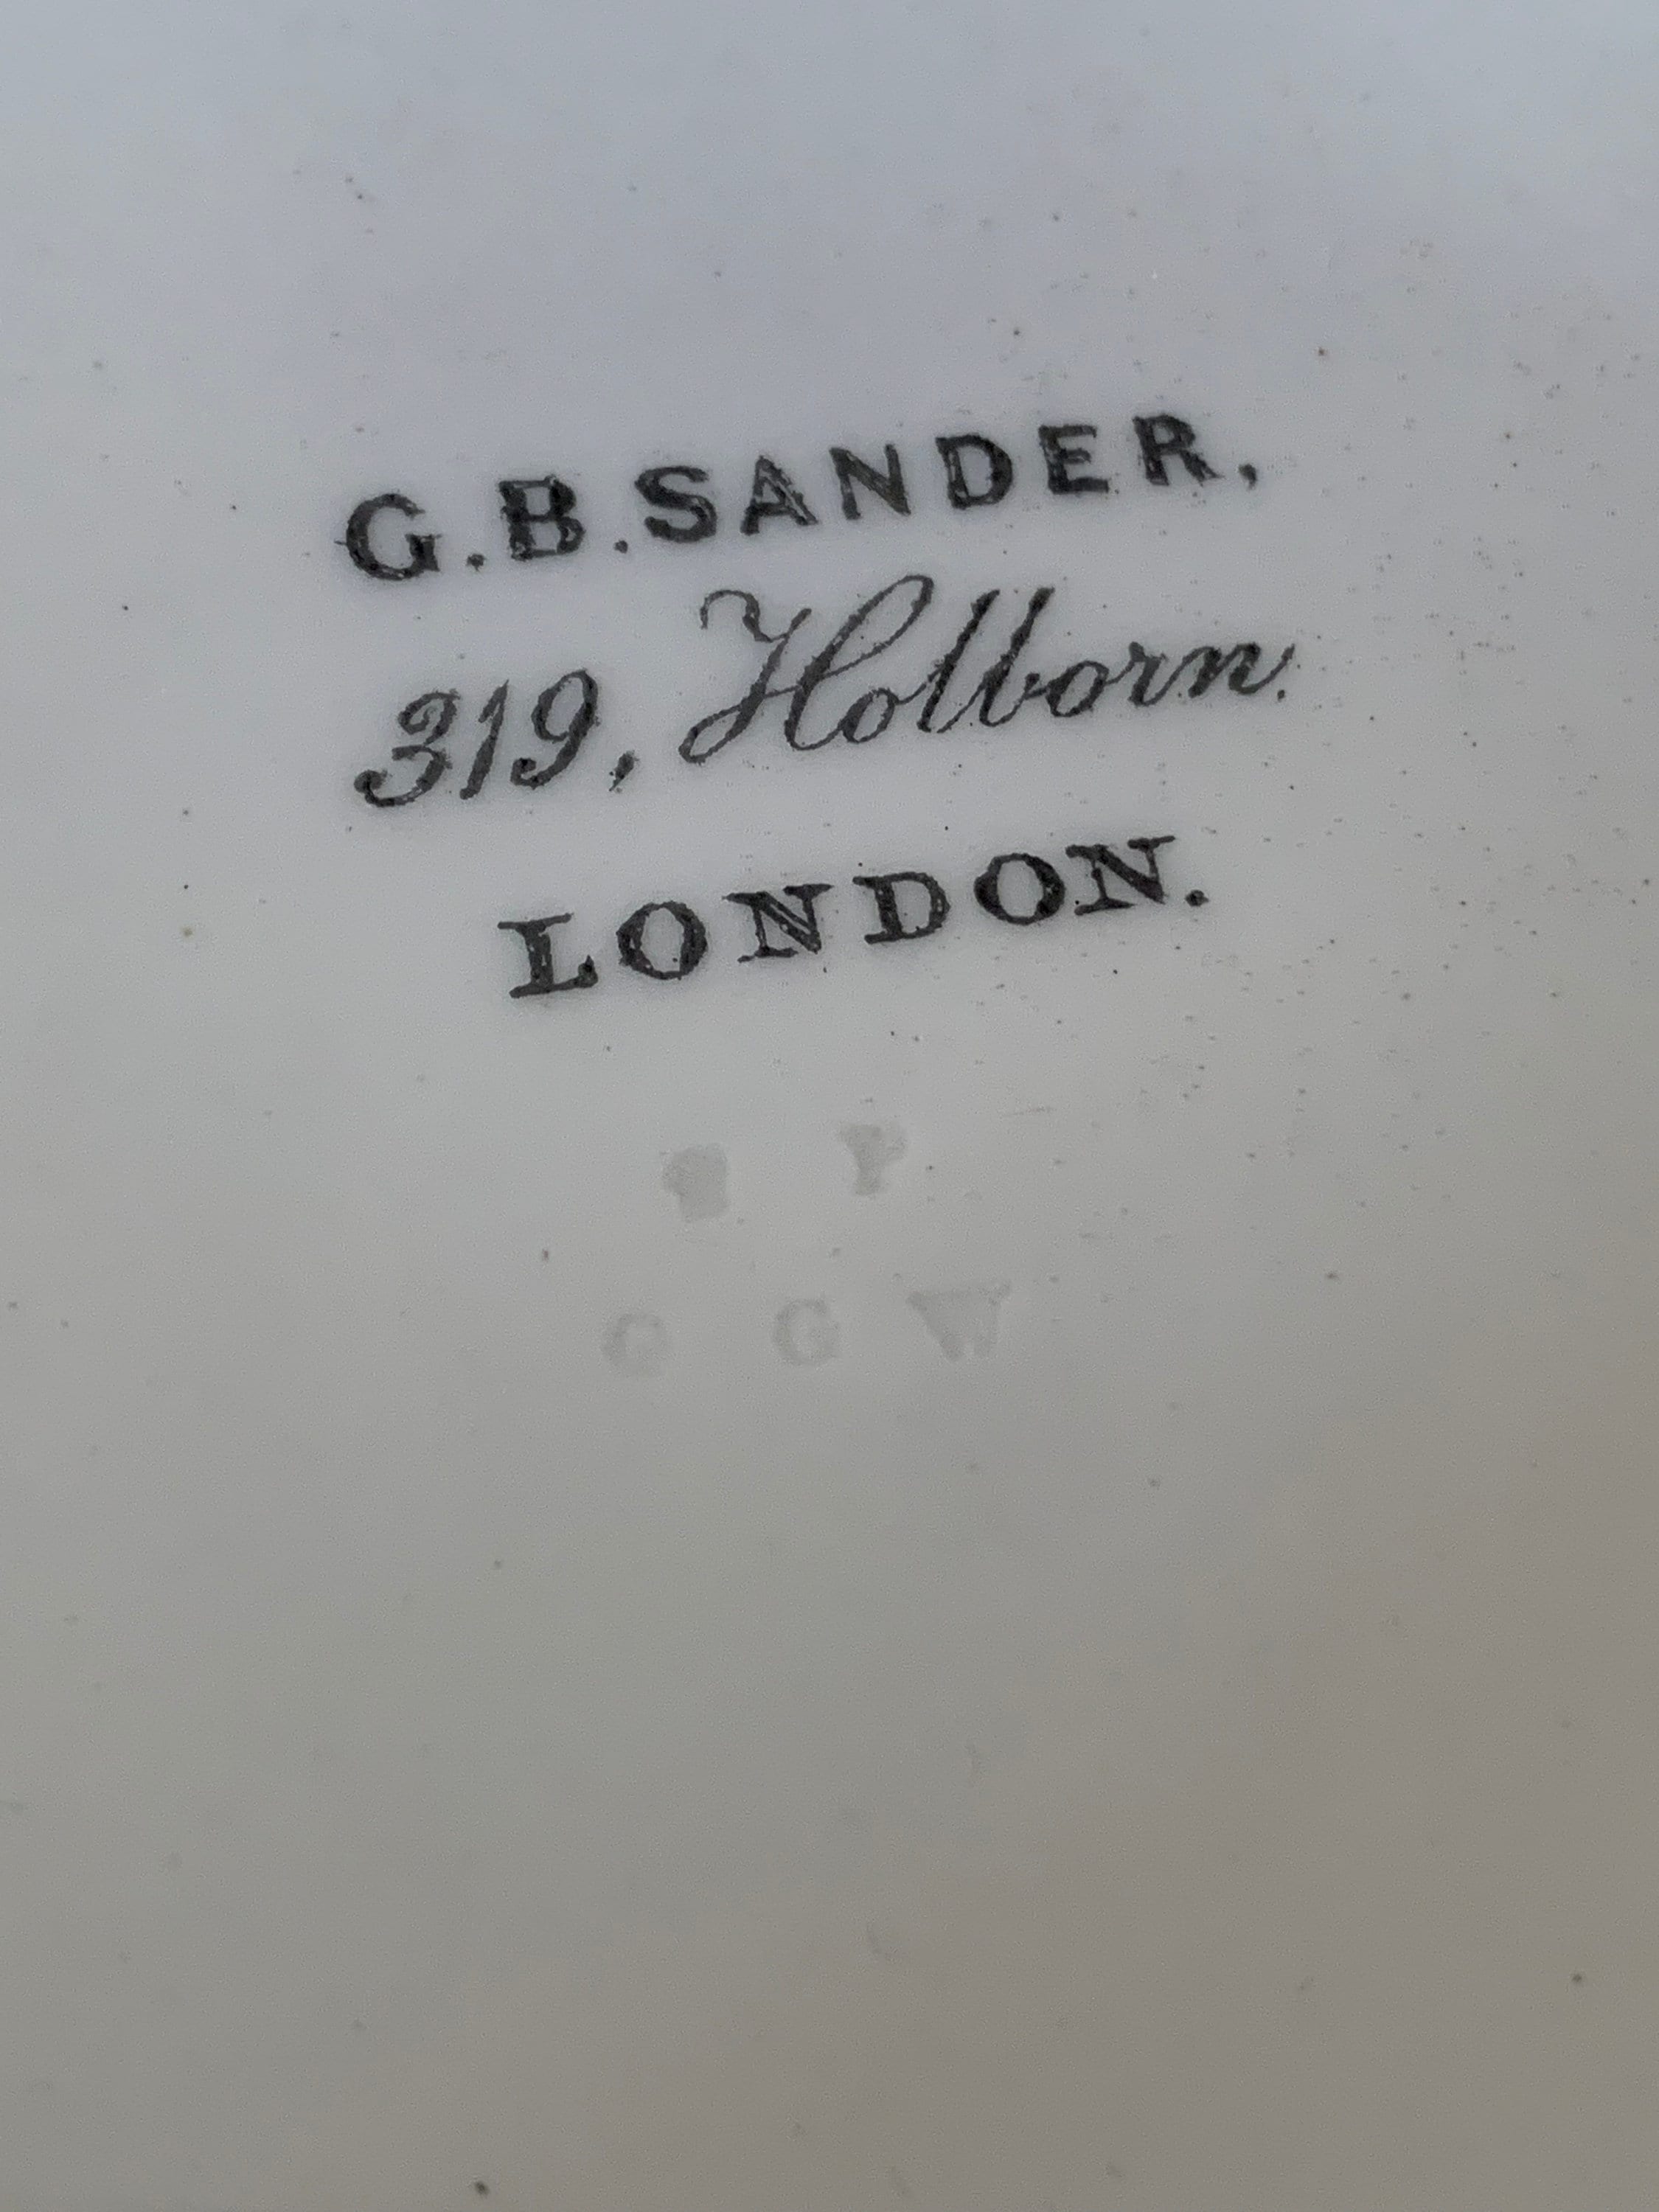 G.B.SANDER,
319, Holborn.
LONDON.
P
G G W